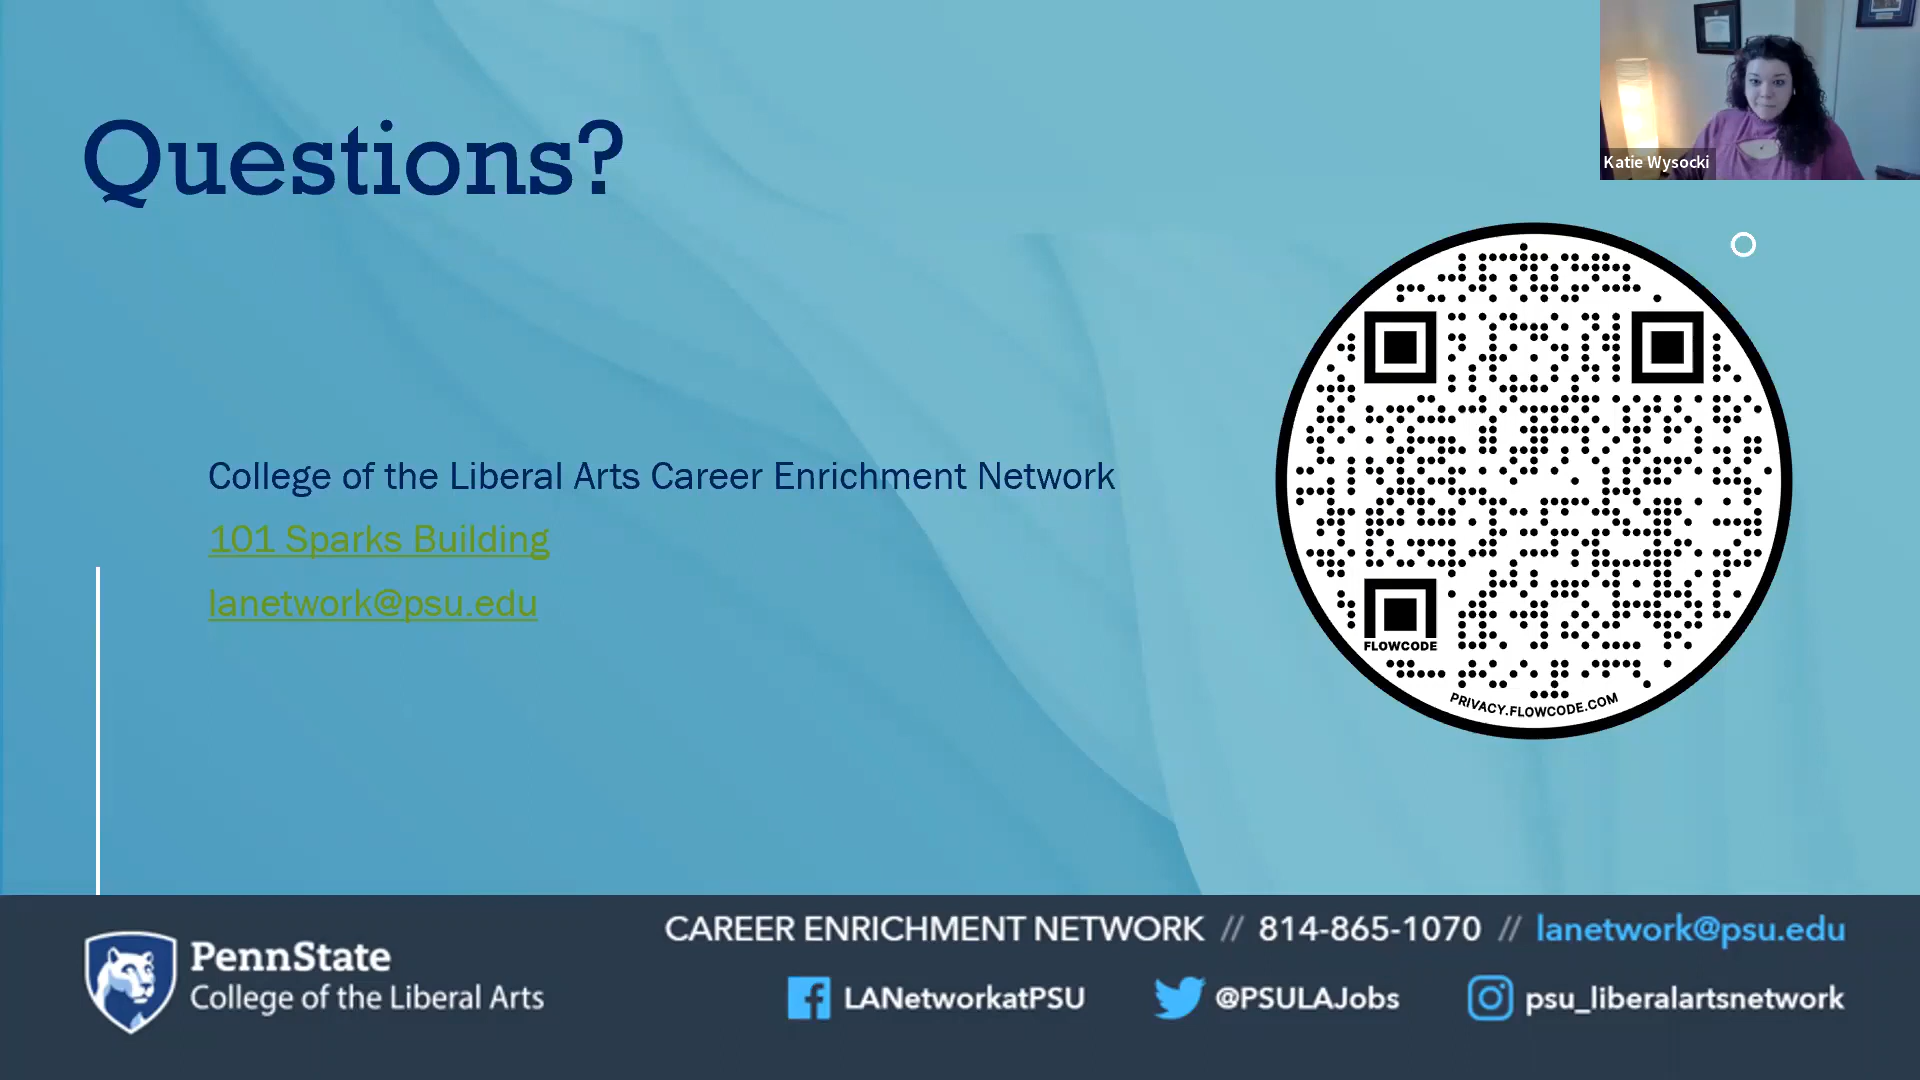 Questions?
Katie Wysocki
College of the Liberal Arts Career Enrichment Network
101 Sparks Building
lanetwork@psu.edu
FLOWCODE
PRIVACY.FLOWCODE.COM
CAREER ENRICHMENT NETWORK // 814-865-1070 // lanetwork@psu.edu
PennState
College of the Liberal Arts
LANetworkatPSU @PSULAJobs psu_liberalartsnetwork